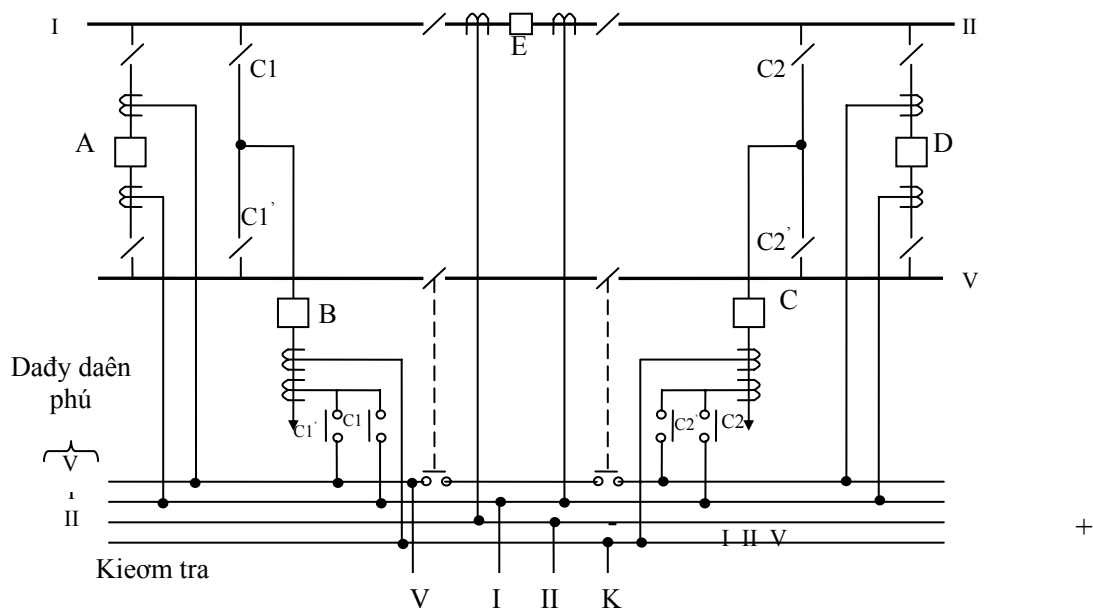 I
II
E
C1
C2
A
D
C1'
C2'
V
B
C
Dađy daên
phú
C1'
C1
C2'
C2
V
I
II
I II V
+
Kieơm tra
V I II K